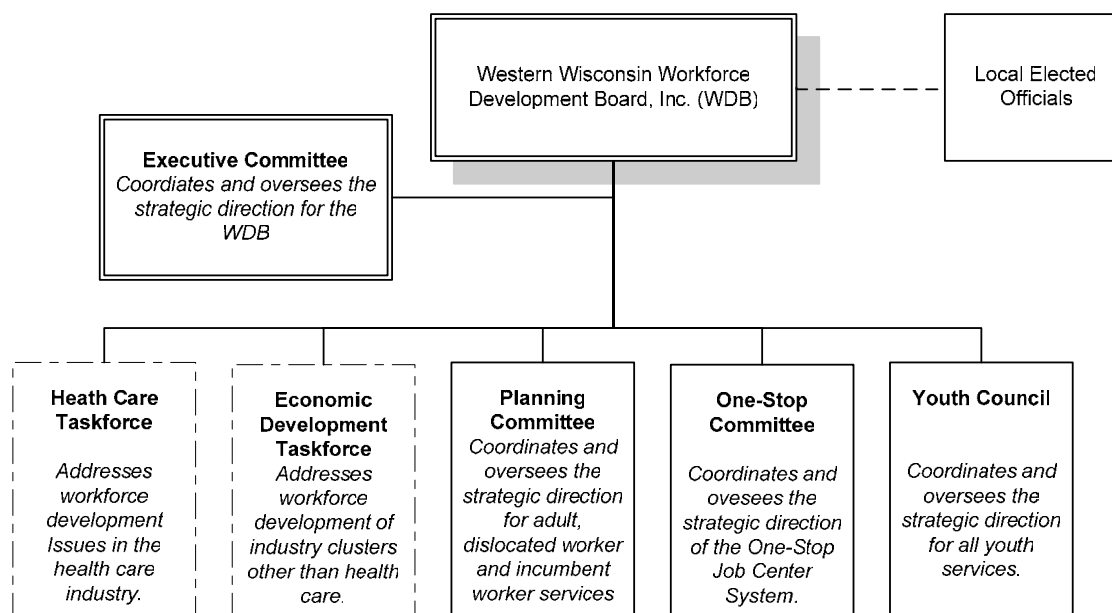 Western Wisconsin Workforce
Development Board, Inc. (WDB)
Local Elected
Officials
Executive Committee
Coordiates and oversees the
strategic direction for the
WDB
Heath Care
Taskforce
Addresses
workforce
development
Issues in the
health care
industry.
Economic
Development
Taskforce
Addresses
workforce
development of
industry clusters
other than health
care.
Planning
Committee
Coordinates and
oversees the
strategic direction
for adult,
dislocated worker
and incumbent
worker services
One-Stop
Committee
Coordinates and
ovesees the
strategic direction
of the One-Stop
Job Center
System.
Youth Council
Coordinates and
oversees the
strategic direction
for all youth
services.